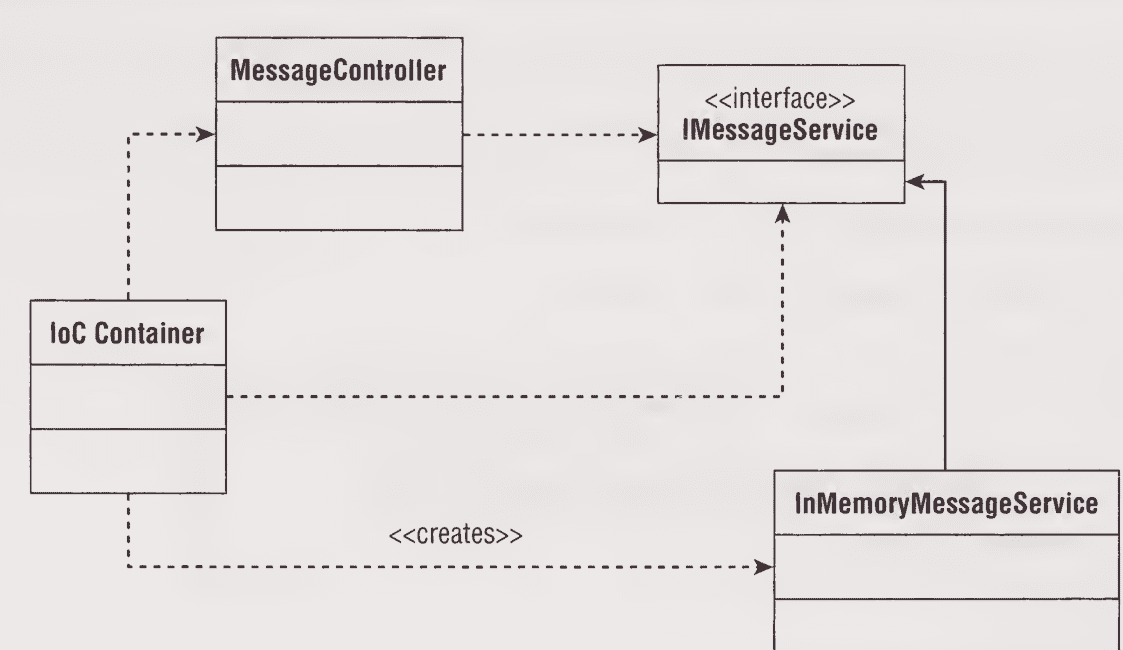 MessageController
<<interface>>
IMessageService
IoC Container
<<creates>>
InMemoryMessageService